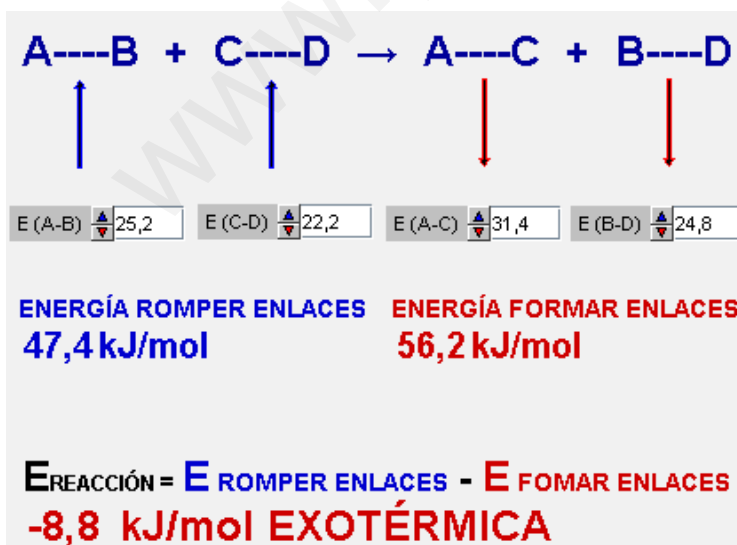 A----B + C----D → A----C + B----D
E (A-B) 25,2 E (C-D) 22,2 E (A-C) 31,4 E (B-D) 24,8
ENERGÍA ROMPER ENLACES ENERGÍA FORMAR ENLACES
47,4 kJ/mol 56,2 kJ/mol
EREACCIÓN = E ROMPER ENLACES - E FOMAR ENLACES
-8,8 kJ/mol EXOTÉRMICA